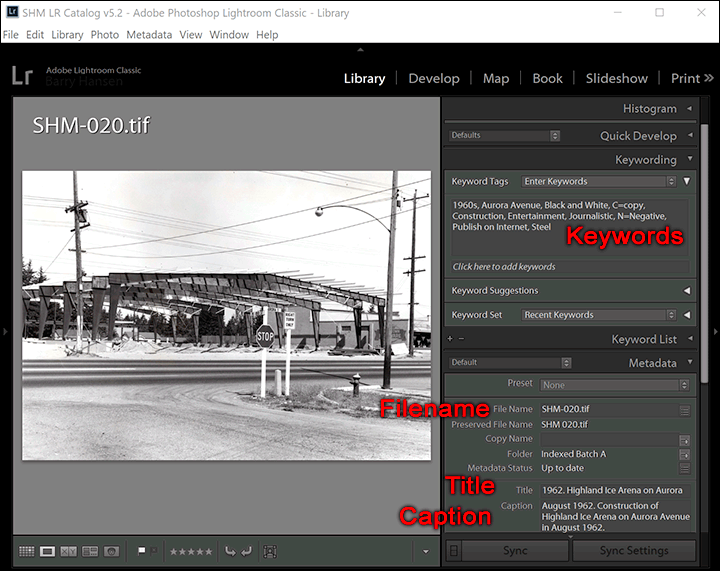 SHM LR Catalog v5.2 - Adobe Photoshop Lightroom Classic - Library
File Edit Library Photo Metadata View Window Help
Lr
Adobe Lightroom Classic
Barry Hansen
Library Develop Map Book Slideshow Print
SHM-020.tif
Histogram
Defaults Quick Develop
Keywording
Keyword Tags Enter Keywords
1960s, Aurora Avenue, Black and White, C=copy,
Construction, Entertainment, Journalistic, N=Negative,
Publish on Internet, Steel
Keywords
Click here to add keywords
Keyword Suggestions
Keyword Set Recent Keywords
+ − Keyword List
Default Metadata
Preset None
Filename
File Name SHM-020.tif
Preserved File Name SHM 020.tif
Copy Name
Folder Indexed Batch A
Metadata Status Up to date
Title
Title 1962. Highland Ice Arena on Aurora
Caption
Caption August 1962. Construction of
Highland Ice Arena on Aurora Avenue
in August 1962.
STOP
RIGHT
TURN
ONLY
XY
Sync Sync Settings